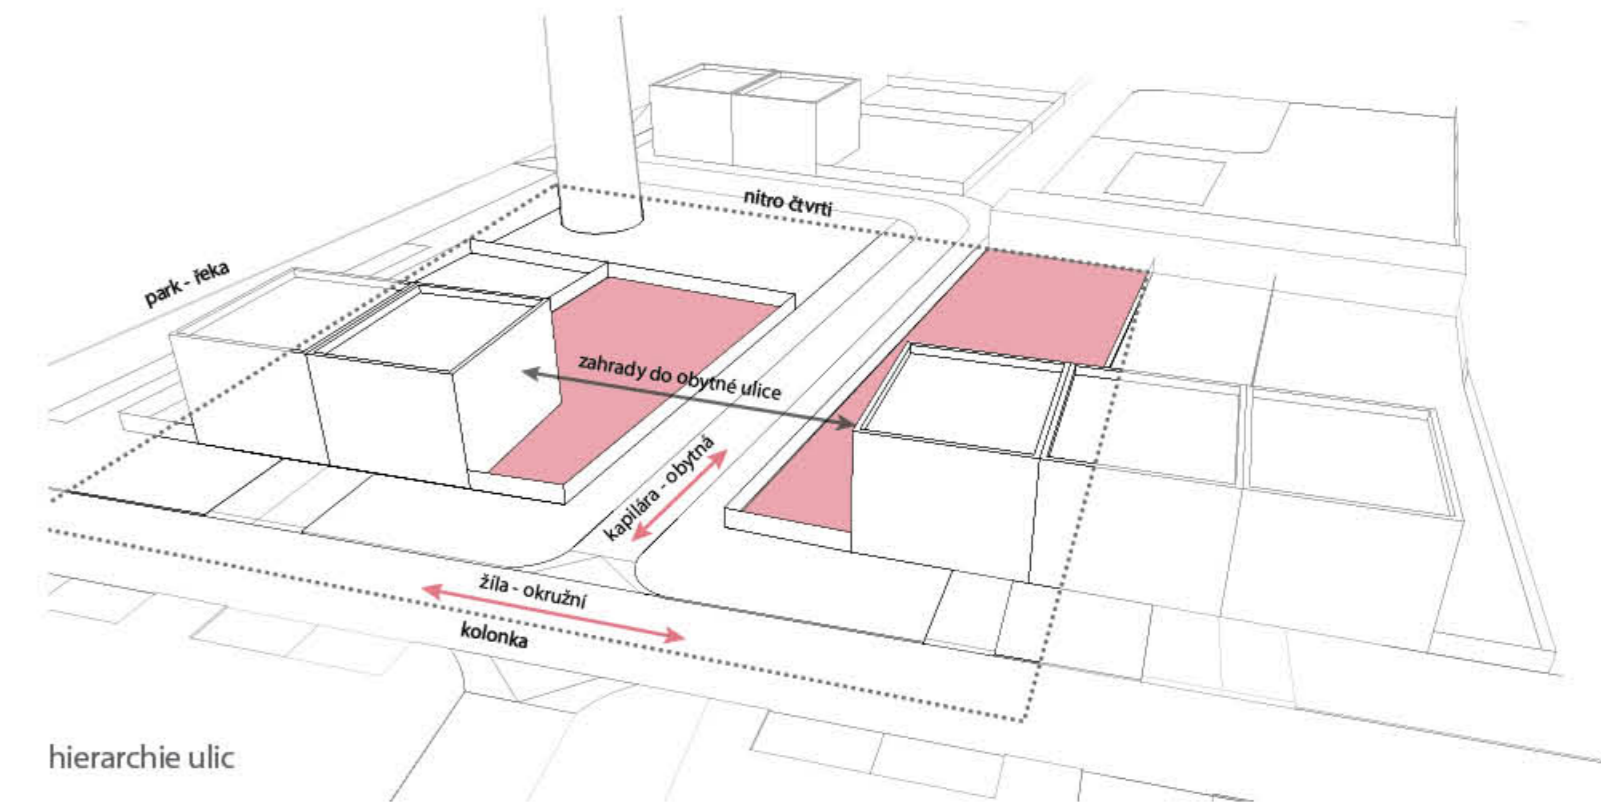 nitro čtvrti
park - řeka
zahrady do obytné ulice
kapilára - obytná
žíla - okružní
kolonka
hierarchie ulic